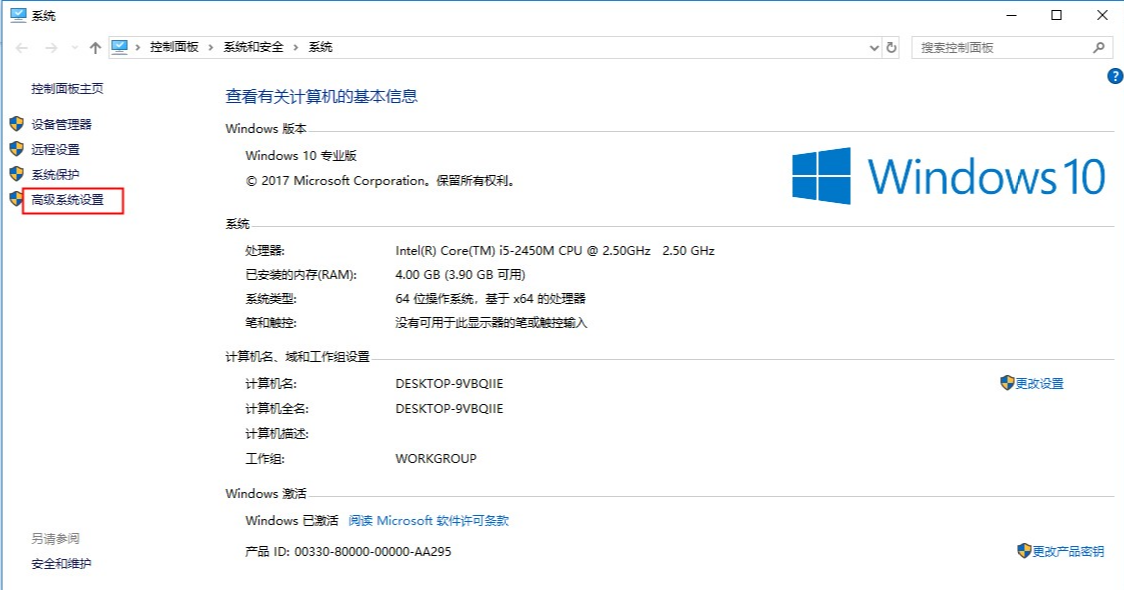 系统
控制面板 › 系统和安全 › 系统
搜索控制面板
?
控制面板主页
设备管理器
远程设置
系统保护
高级系统设置
查看有关计算机的基本信息
Windows 版本
Windows 10 专业版
© 2017 Microsoft Corporation。保留所有权利。
Windows 10
系统
处理器: Intel(R) Core(TM) i5-2450M CPU @ 2.50GHz 2.50 GHz
已安装的内存(RAM): 4.00 GB (3.90 GB 可用)
系统类型: 64 位操作系统，基于 x64 的处理器
笔和触控: 没有可用于此显示器的笔或触控输入
计算机名、域和工作组设置
计算机名: DESKTOP-9VBQIIE
更改设置
计算机全名: DESKTOP-9VBQIIE
计算机描述:
工作组: WORKGROUP
Windows 激活
Windows 已激活 阅读 Microsoft 软件许可条款
产品 ID: 00330-80000-00000-AA295
更改产品密钥
另请参阅
安全和维护